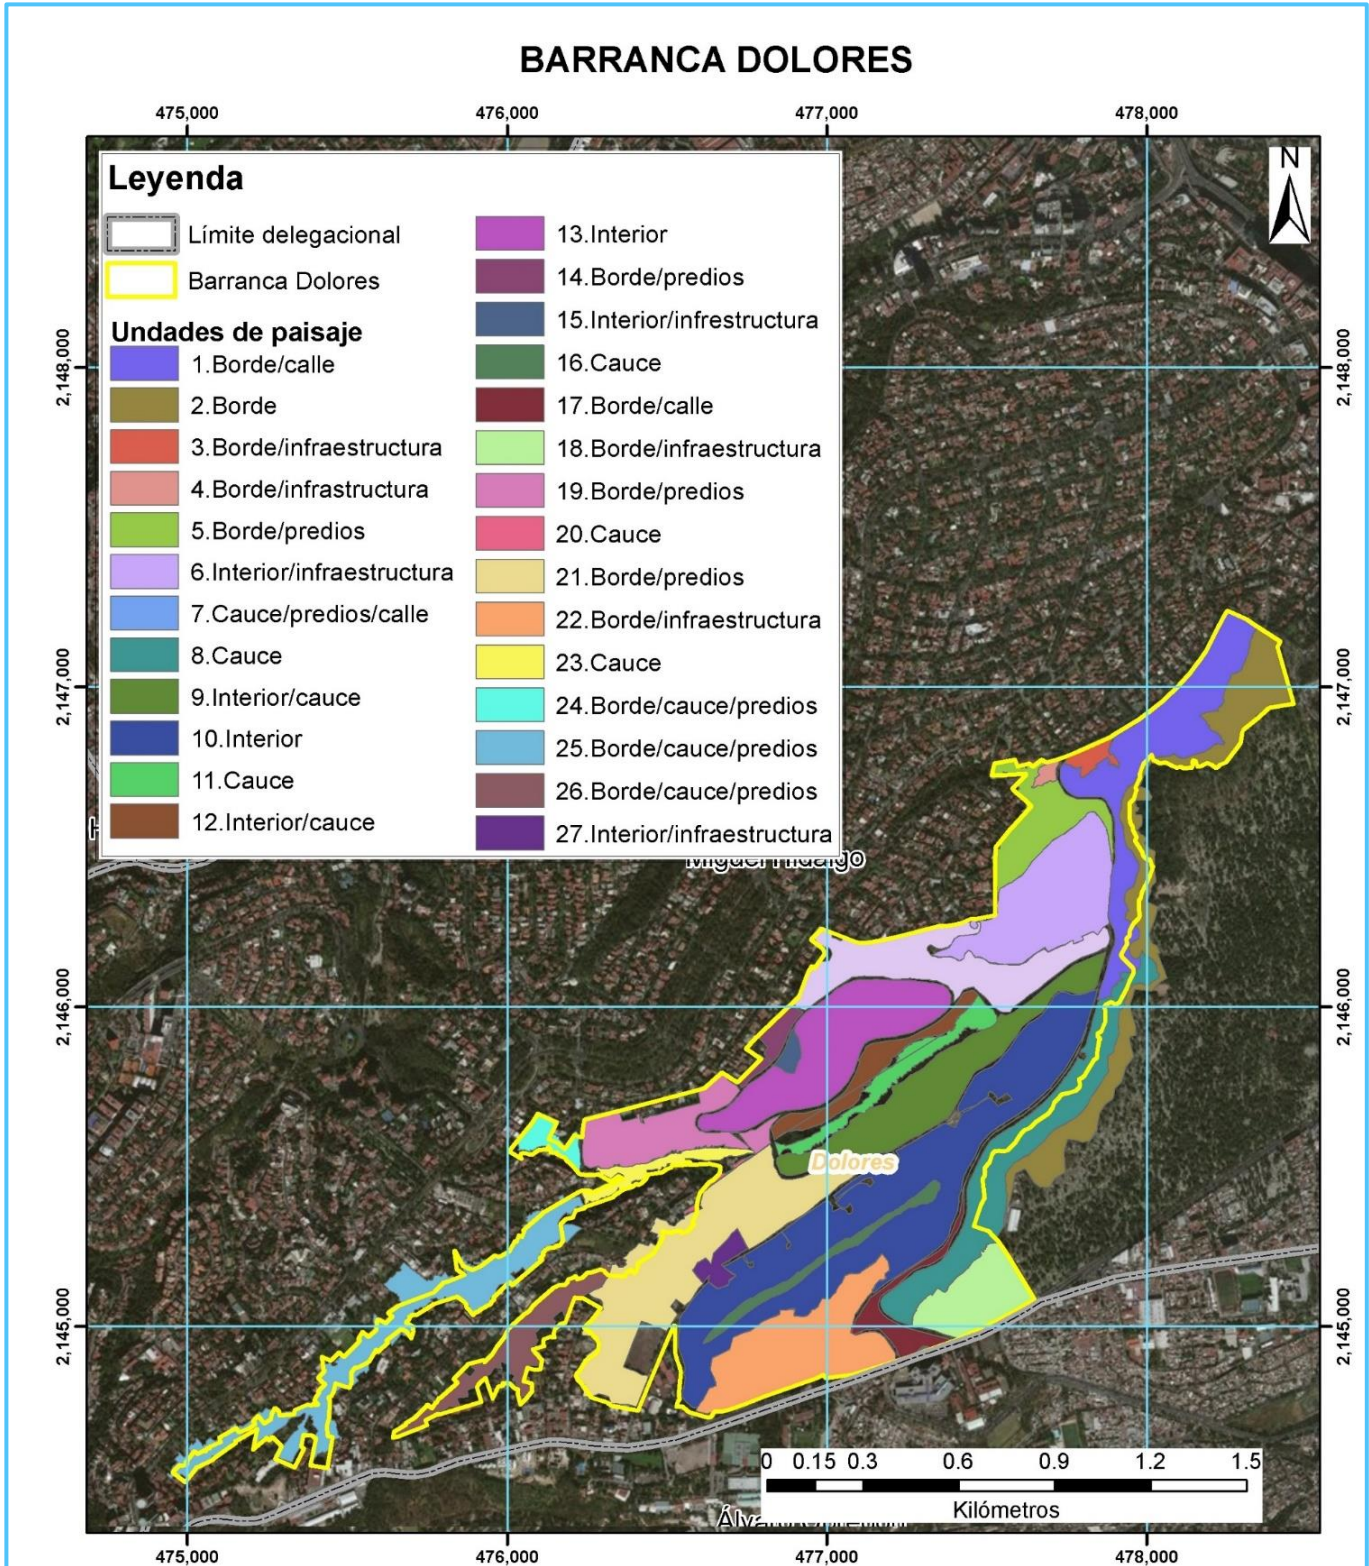 BARRANCA DOLORES
475,000 476,000 477,000 478,000
Leyenda
Límite delegacional
Barranca Dolores
Undades de paisaje
1.Borde/calle
2.Borde
3.Borde/infraestructura
4.Borde/infrastructura
5.Borde/predios
6.Interior/infraestructura
7.Cauce/predios/calle
8.Cauce
9.Interior/cauce
10.Interior
11.Cauce
12.Interior/cauce
13.Interior
14.Borde/predios
15.Interior/infrestructura
16.Cauce
17.Borde/calle
18.Borde/infraestructura
19.Borde/predios
20.Cauce
21.Borde/predios
22.Borde/infraestructura
23.Cauce
24.Borde/cauce/predios
25.Borde/cauce/predios
26.Borde/cauce/predios
27.Interior/infraestructura
N
2,148,000 2,148,000
2,147,000 2,147,000
Miguel Hidalgo
2,146,000 2,146,000
Dolores
2,145,000 2,145,000
0 0.15 0.3 0.6 0.9 1.2 1.5
Kilómetros
475,000 476,000 477,000 478,000